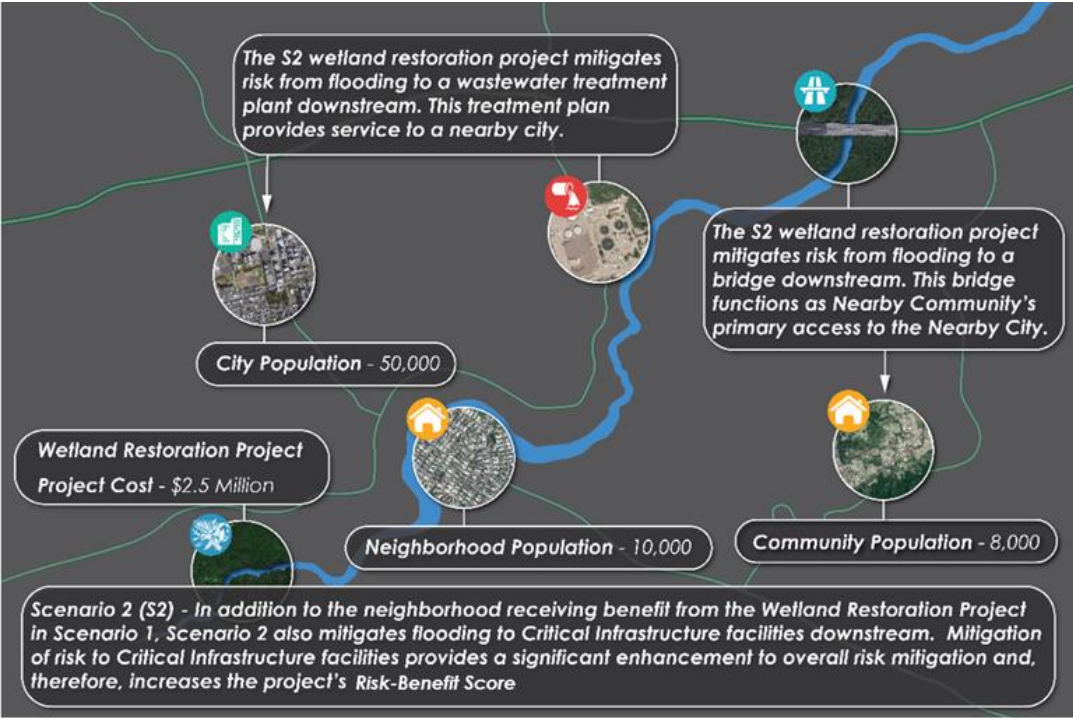 The S2 wetland restoration project mitigates
risk from flooding to a wastewater treatment
plant downstream. This treatment plan
provides service to a nearby city.
The S2 wetland restoration project
mitigates risk from flooding to a
bridge downstream. This bridge
functions as Nearby Community's
primary access to the Nearby City.
City Population - 50,000
Wetland Restoration Project
Project Cost - $2.5 Million
Neighborhood Population - 10,000
Community Population - 8,000
Scenario 2 (S2) - In addition to the neighborhood receiving benefit from the Wetland Restoration Project
in Scenario 1, Scenario 2 also mitigates flooding to Critical Infrastructure facilities downstream. Mitigation
of risk to Critical Infrastructure facilities provides a significant enhancement to overall risk mitigation and,
therefore, increases the project's Risk-Benefit Score